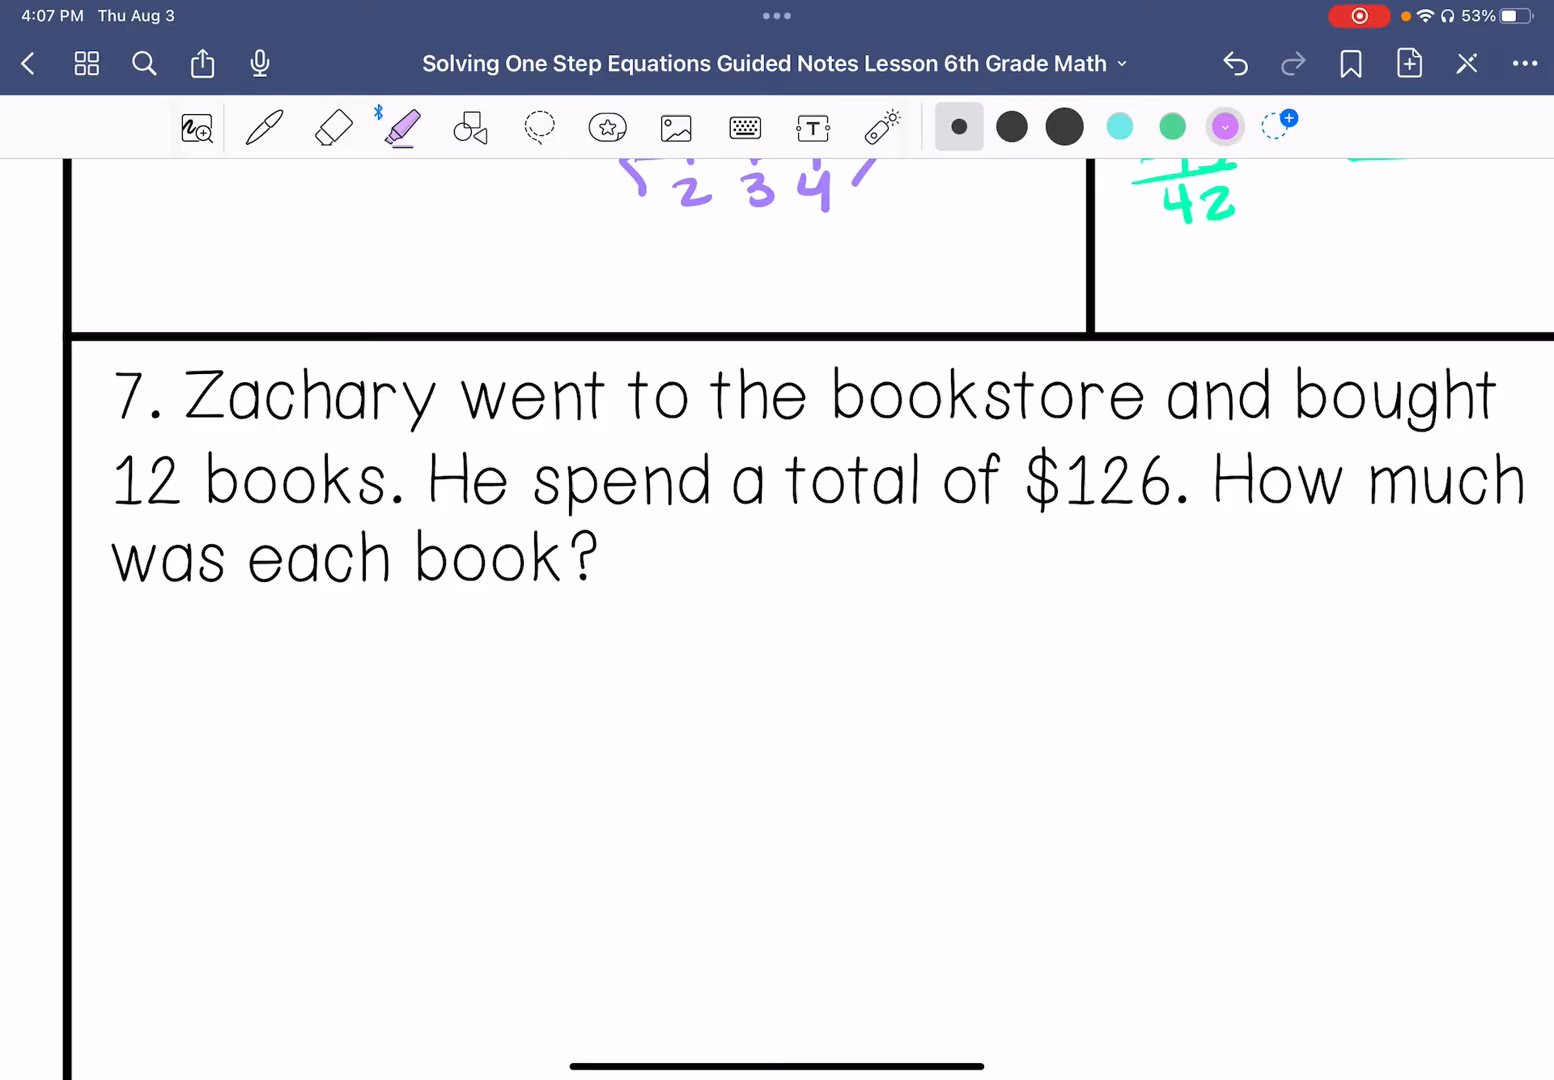 4:07 PM Thu Aug 3
53%
Solving One Step Equations Guided Notes Lesson 6th Grade Math
T
2 3 4
42
7. Zachary went to the bookstore and bought
12 books. He spend a total of $126. How much
was each book?